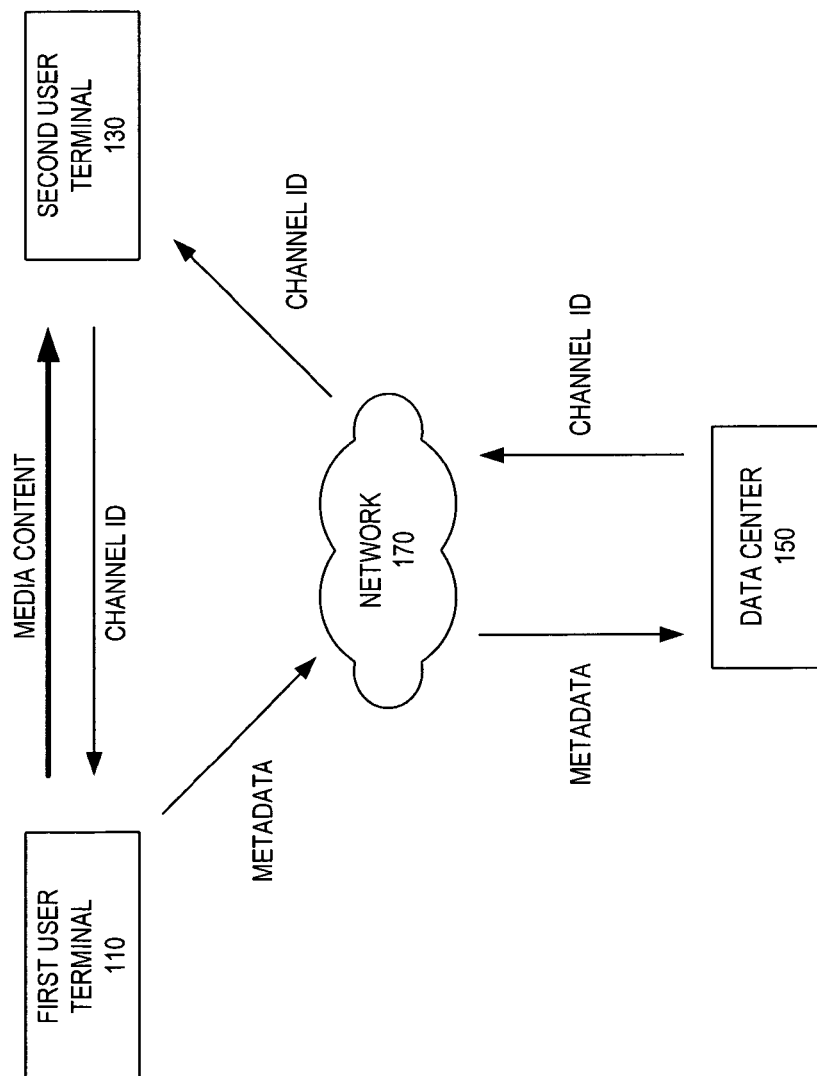 FIRST USER
TERMINAL
110
MEDIA CONTENT
CHANNEL ID
SECOND USER
TERMINAL
130
METADATA
NETWORK
170
CHANNEL ID
METADATA
CHANNEL ID
DATA CENTER
150